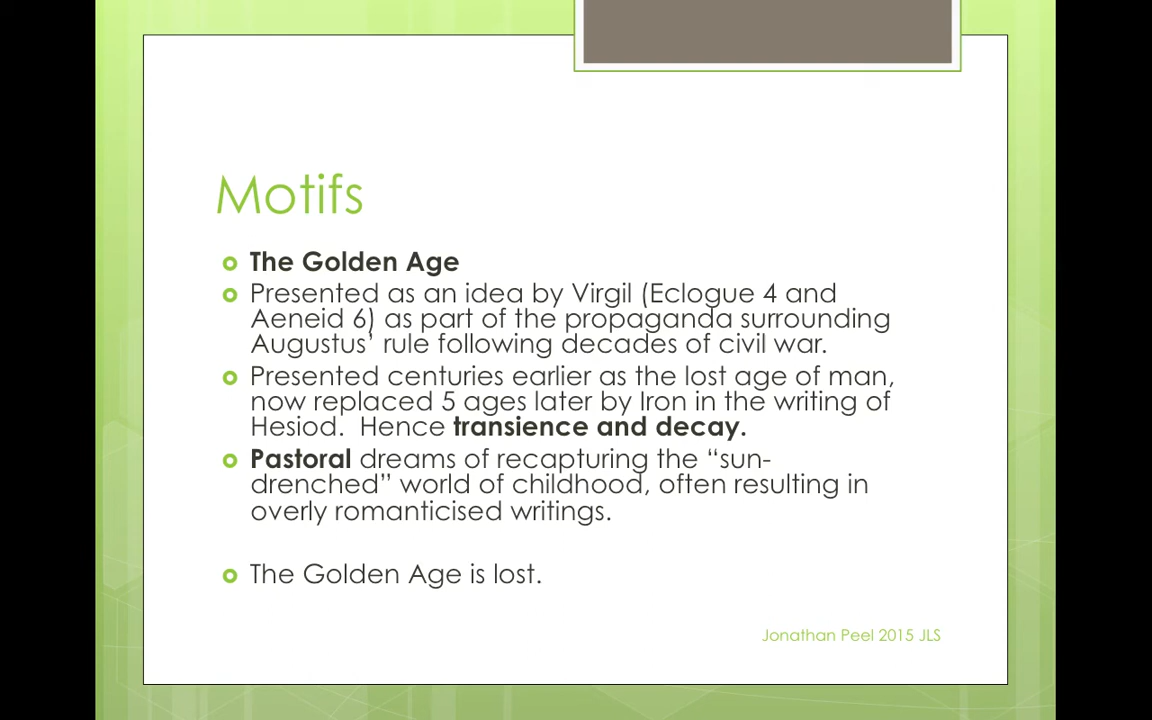 Motifs
The Golden Age
Presented as an idea by Virgil (Eclogue 4 and
Aeneid 6) as part of the propaganda surrounding
Augustus’ rule following decades of civil war.
Presented centuries earlier as the lost age of man,
now replaced 5 ages later by Iron in the writing of
Hesiod.  Hence transience and decay.
Pastoral dreams of recapturing the “sun-
drenched” world of childhood, often resulting in
overly romanticised writings.
The Golden Age is lost.
Jonathan Peel 2015 JLS